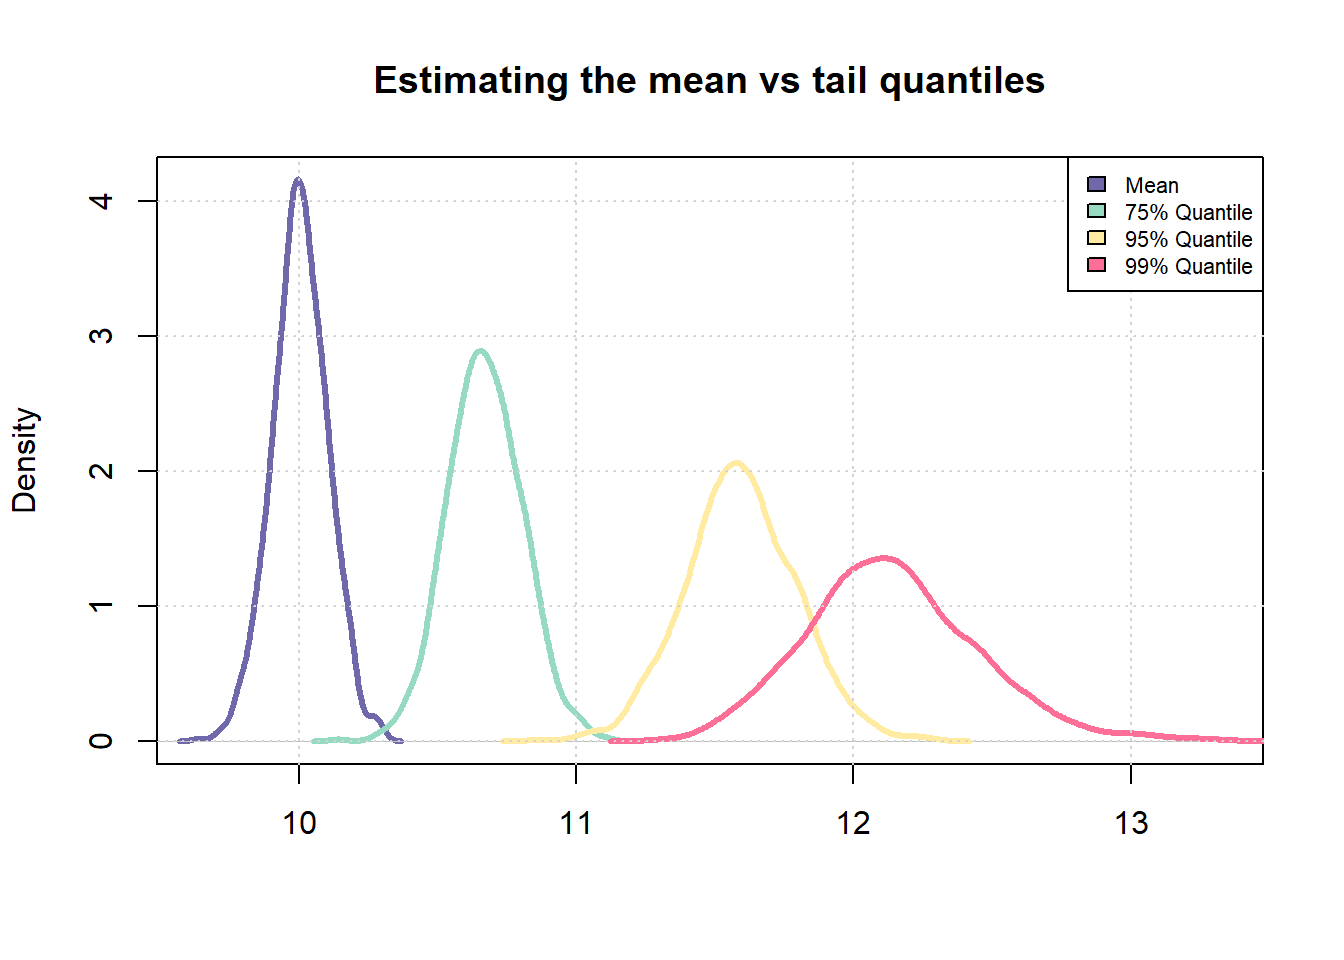 Estimating the mean vs tail quantiles
Mean
75% Quantile
95% Quantile
99% Quantile
Density
4
3
2
1
0
10 11 12 13